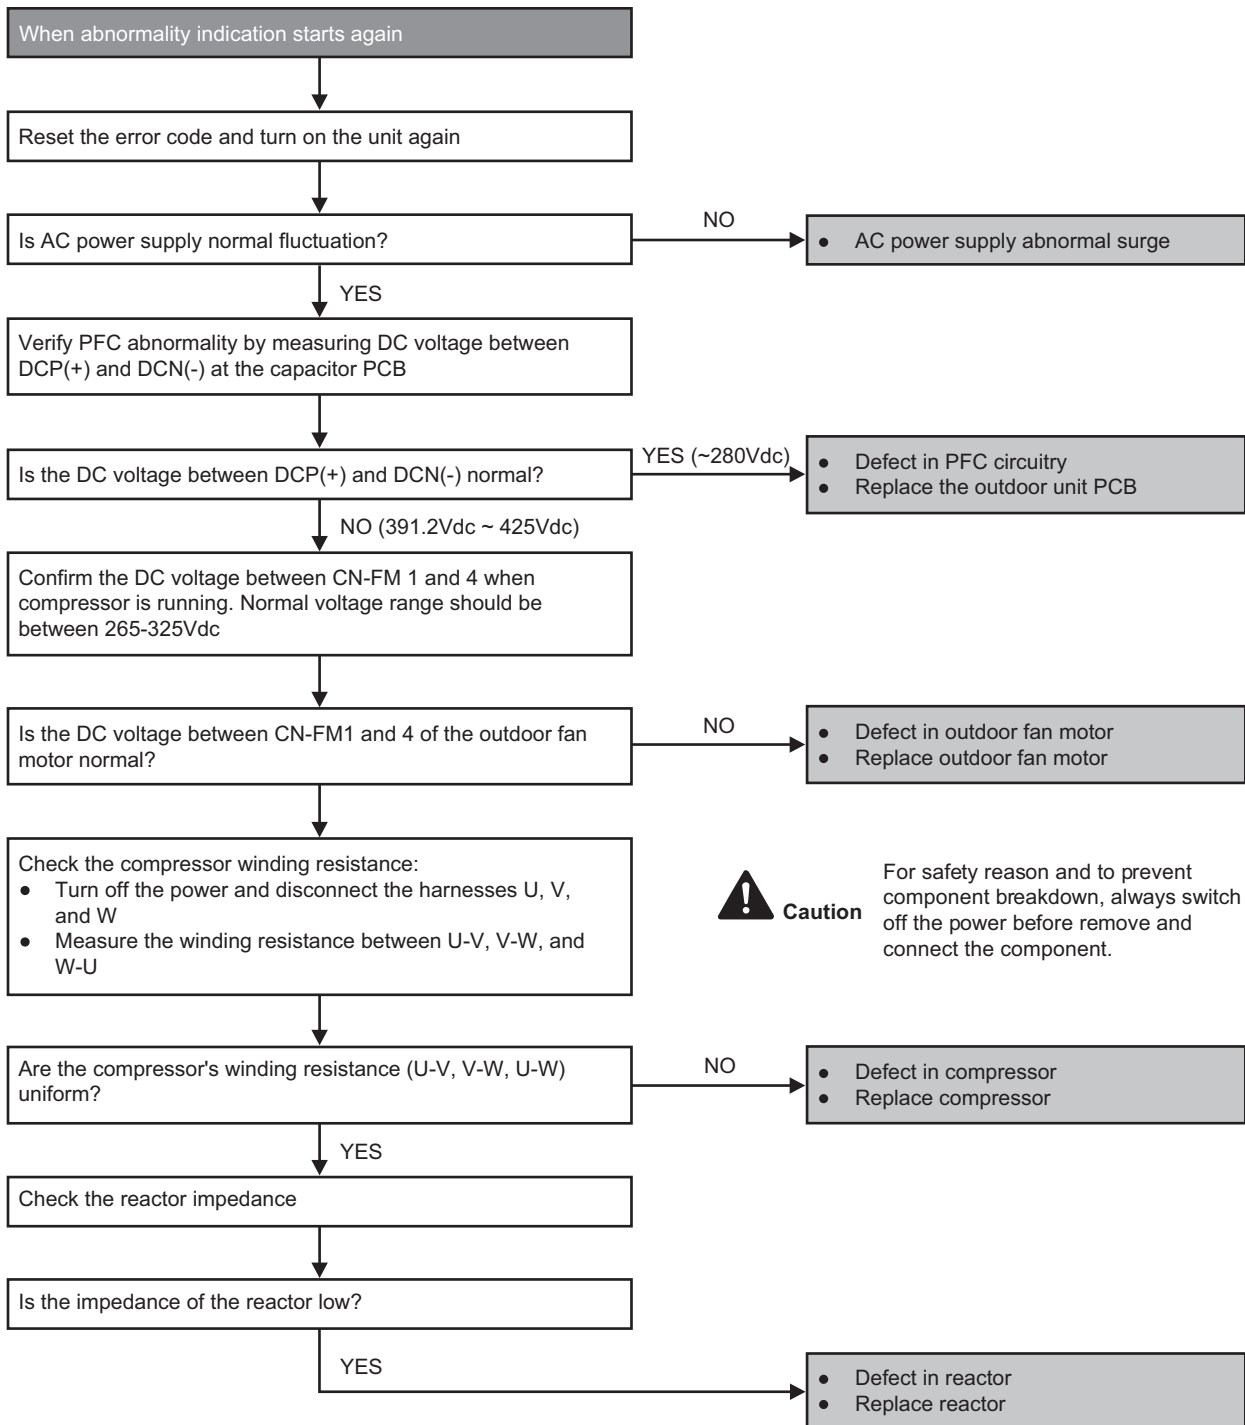 When abnormality indication starts again
Reset the error code and turn on the unit again
Is AC power supply normal fluctuation?
NO
● AC power supply abnormal surge
YES
Verify PFC abnormality by measuring DC voltage between
DCP(+) and DCN(-) at the capacitor PCB
Is the DC voltage between DCP(+) and DCN(-) normal?
YES (~280Vdc)
● Defect in PFC circuitry
● Replace the outdoor unit PCB
NO (391.2Vdc ~ 425Vdc)
Confirm the DC voltage between CN-FM 1 and 4 when
compressor is running. Normal voltage range should be
between 265-325Vdc
Is the DC voltage between CN-FM1 and 4 of the outdoor fan
motor normal?
NO
● Defect in outdoor fan motor
● Replace outdoor fan motor
Check the compressor winding resistance:
● Turn off the power and disconnect the harnesses U, V,
and W
● Measure the winding resistance between U-V, V-W, and
W-U
Caution
For safety reason and to prevent
component breakdown, always switch
off the power before remove and
connect the component.
Are the compressor's winding resistance (U-V, V-W, U-W)
uniform?
NO
● Defect in compressor
● Replace compressor
YES
Check the reactor impedance
Is the impedance of the reactor low?
YES
● Defect in reactor
● Replace reactor